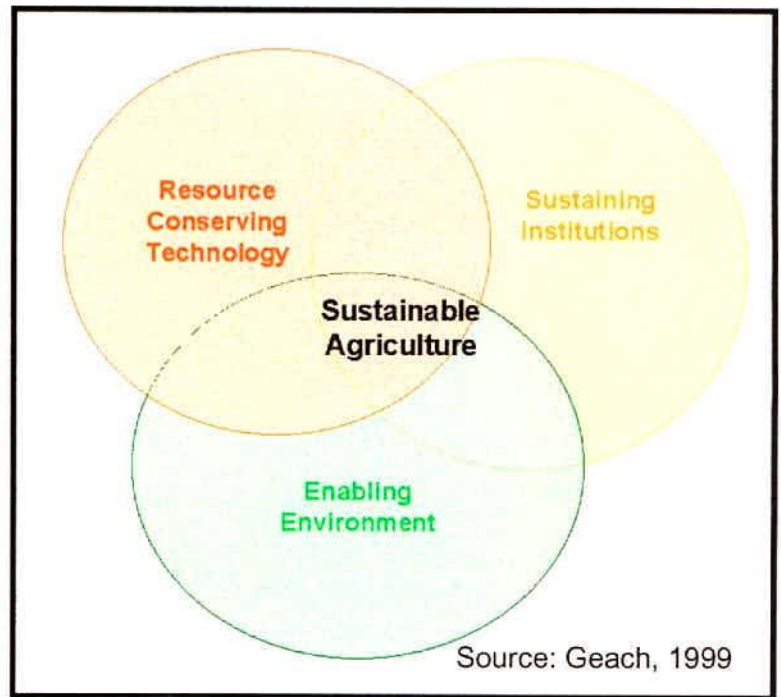 Resource
Conserving
Technology
Sustaining
Institutions
Sustainable
Agriculture
Enabling
Environment
Source: Geach, 1999